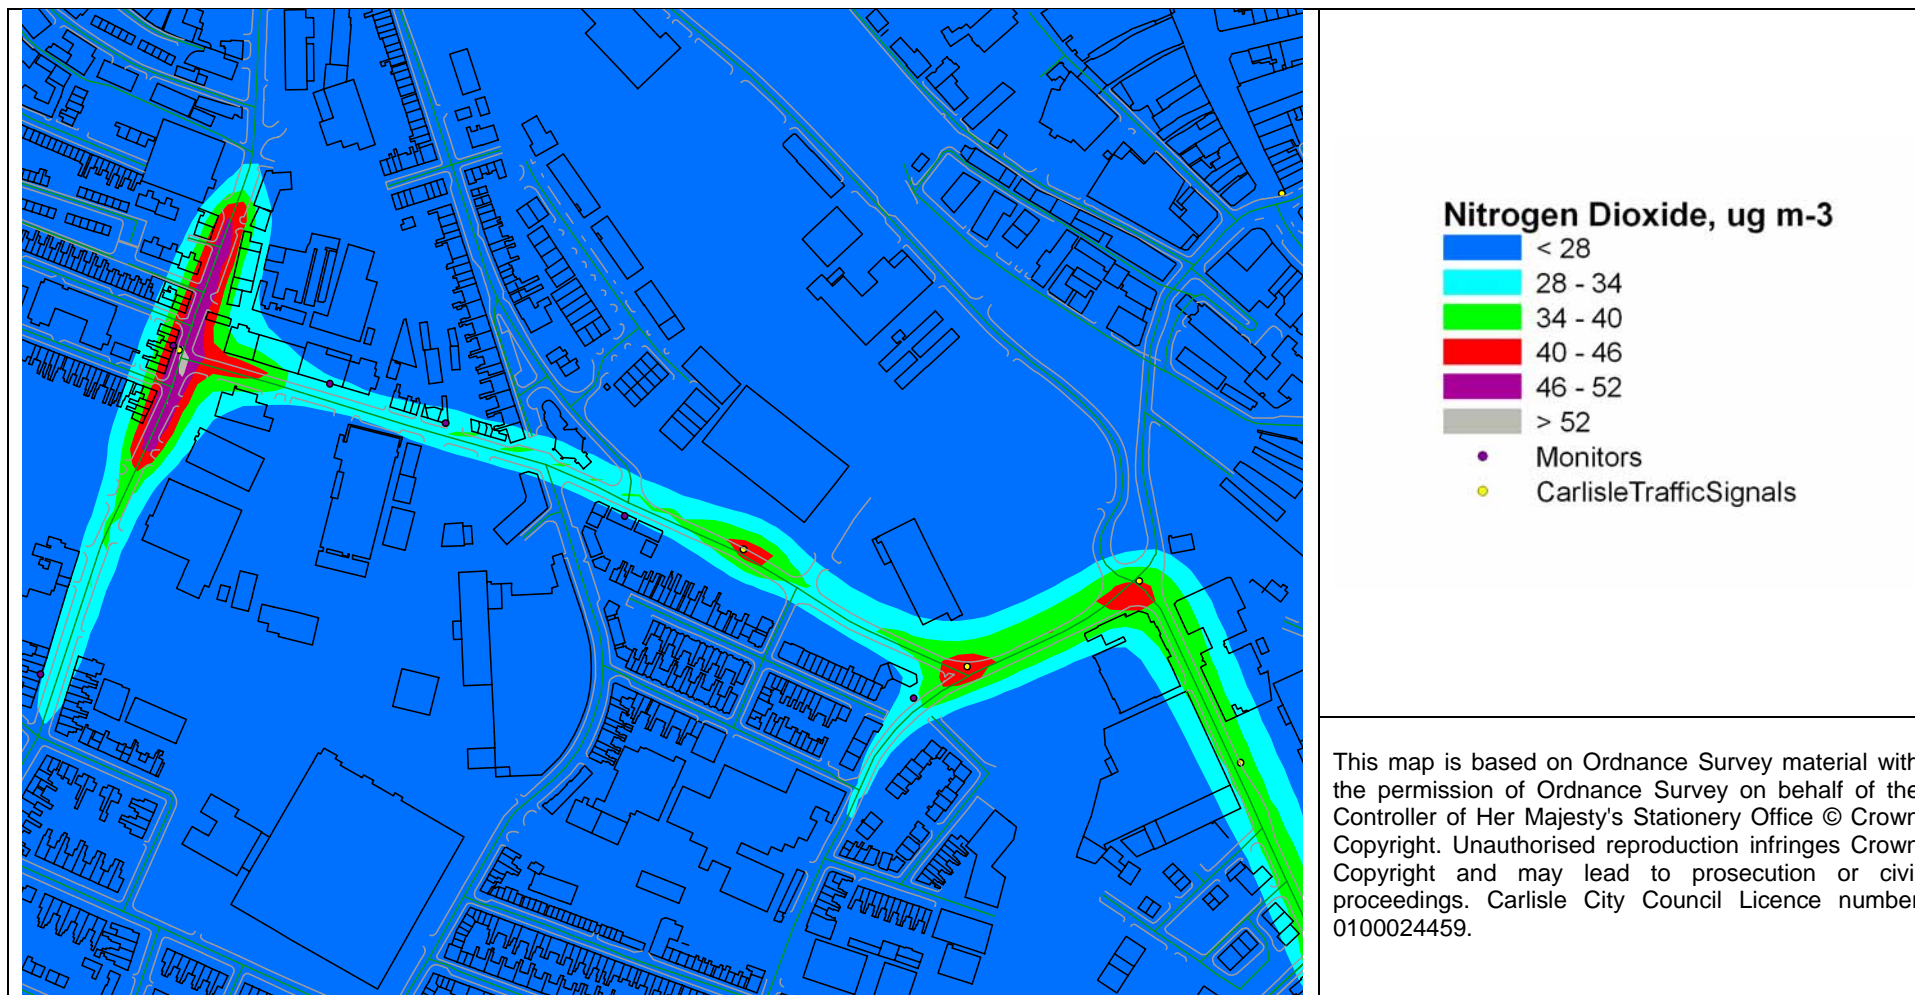 Nitrogen Dioxide, ug m-3
< 28
28 - 34
34 - 40
40 - 46
46 - 52
> 52
Monitors
CarlisleTrafficSignals
This map is based on Ordnance Survey material with
the permission of Ordnance Survey on behalf of the
Controller of Her Majesty's Stationery Office © Crown
Copyright. Unauthorised reproduction infringes Crown
Copyright and may lead to prosecution or civi
proceedings. Carlisle City Council Licence number
0100024459.